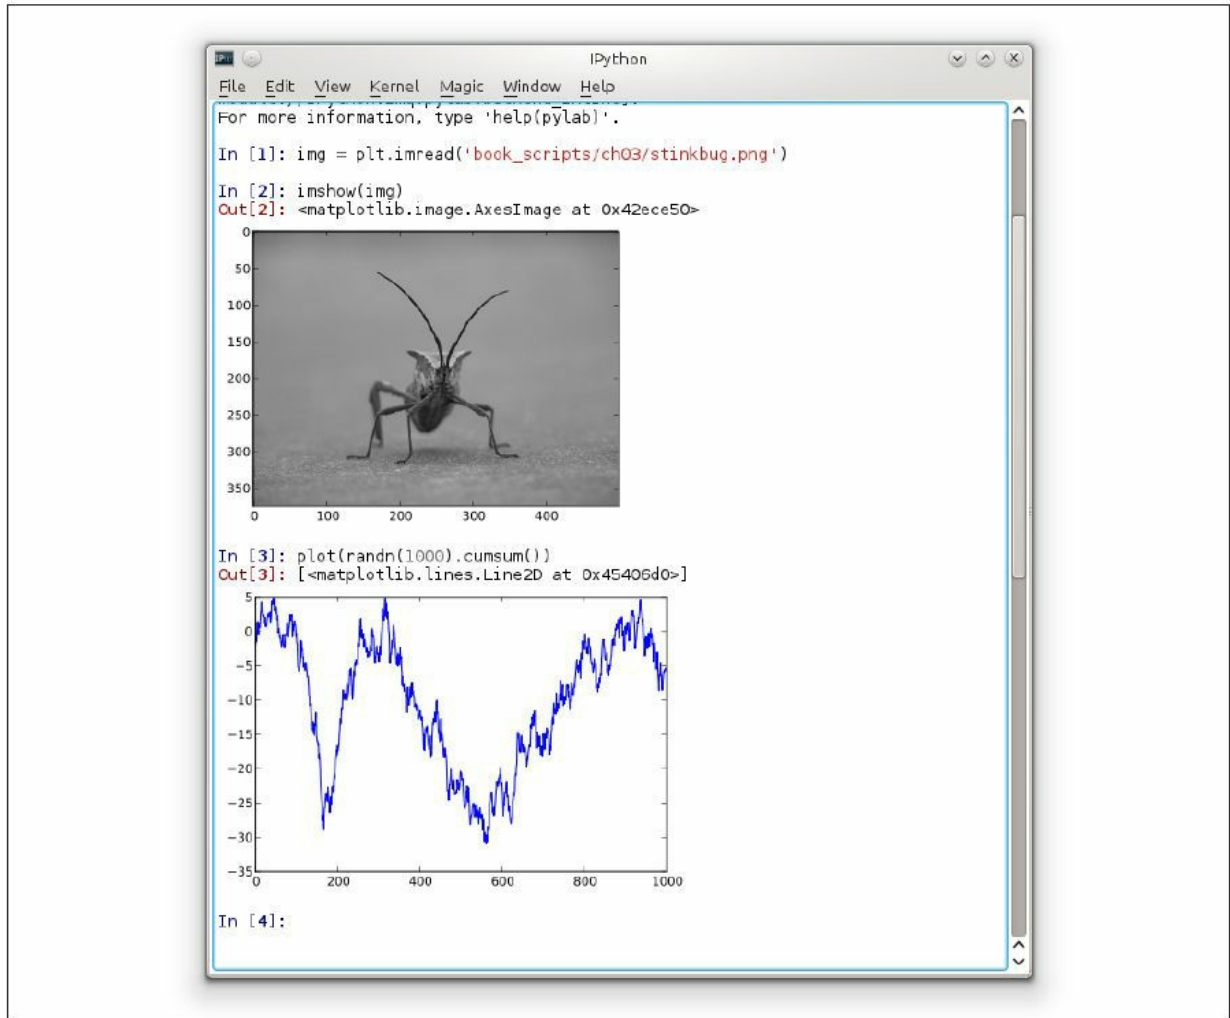 IPython
File Edit View Kernel Magic Window Help
For more information, type 'help(pylab)'.
In [1]: img = plt.imread('book_scripts/ch03/stinkbug.png')
In [2]: imshow(img)
Out[2]: <matplotlib.image.AxesImage at 0x42ece50>
0
50
100
150
200
250
300
350
0 100 200 300 400
In [3]: plot(randn(1000).cumsum())
Out[3]: [<matplotlib.lines.Line2D at 0x45406d0>]
5
0
−5
−10
−15
−20
−25
−30
−35
0 200 400 600 800 1000
In [4]: